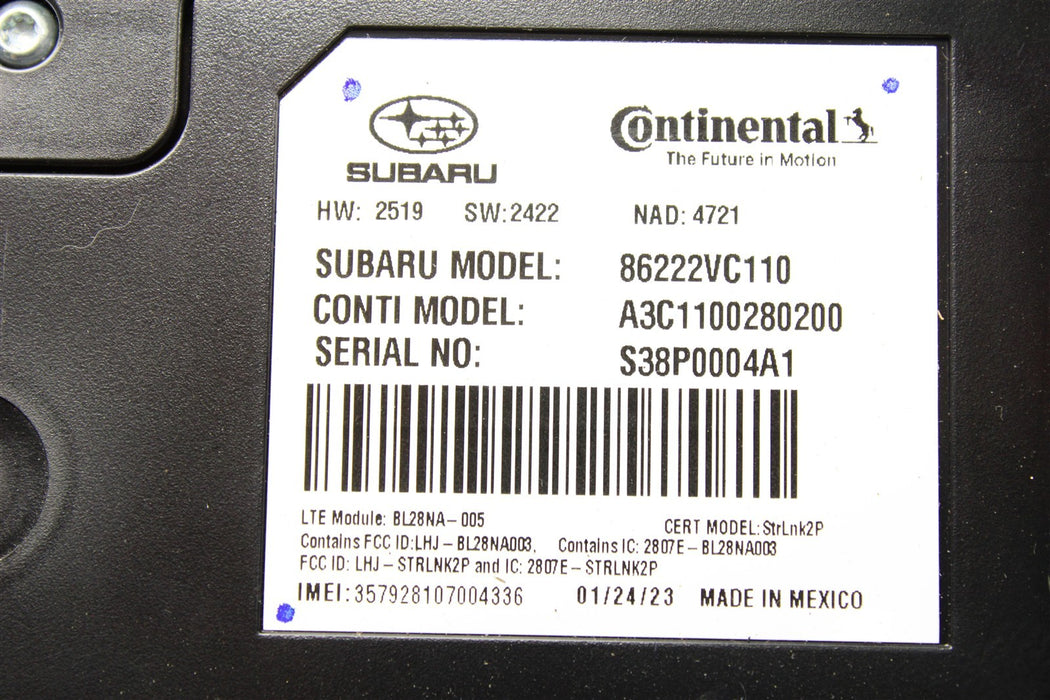 SUBARU
Continental
The Future in Motion
HW: 2519 SW:2422 NAD: 4721
SUBARU MODEL: 86222VC110
CONTI MODEL: A3C1100280200
SERIAL NO: S38P0004A1
LTE Module: BL28NA-005 CERT MODEL: StrLnk2P
Contains FCC ID:LHJ-BL28NA003, Contains IC: 2807E-BL28NA003
FCC ID: LHJ-STRLNK2P and IC: 2807E-STRLNK2P
IMEI:357928107004336 01/24/23 MADE IN MEXICO